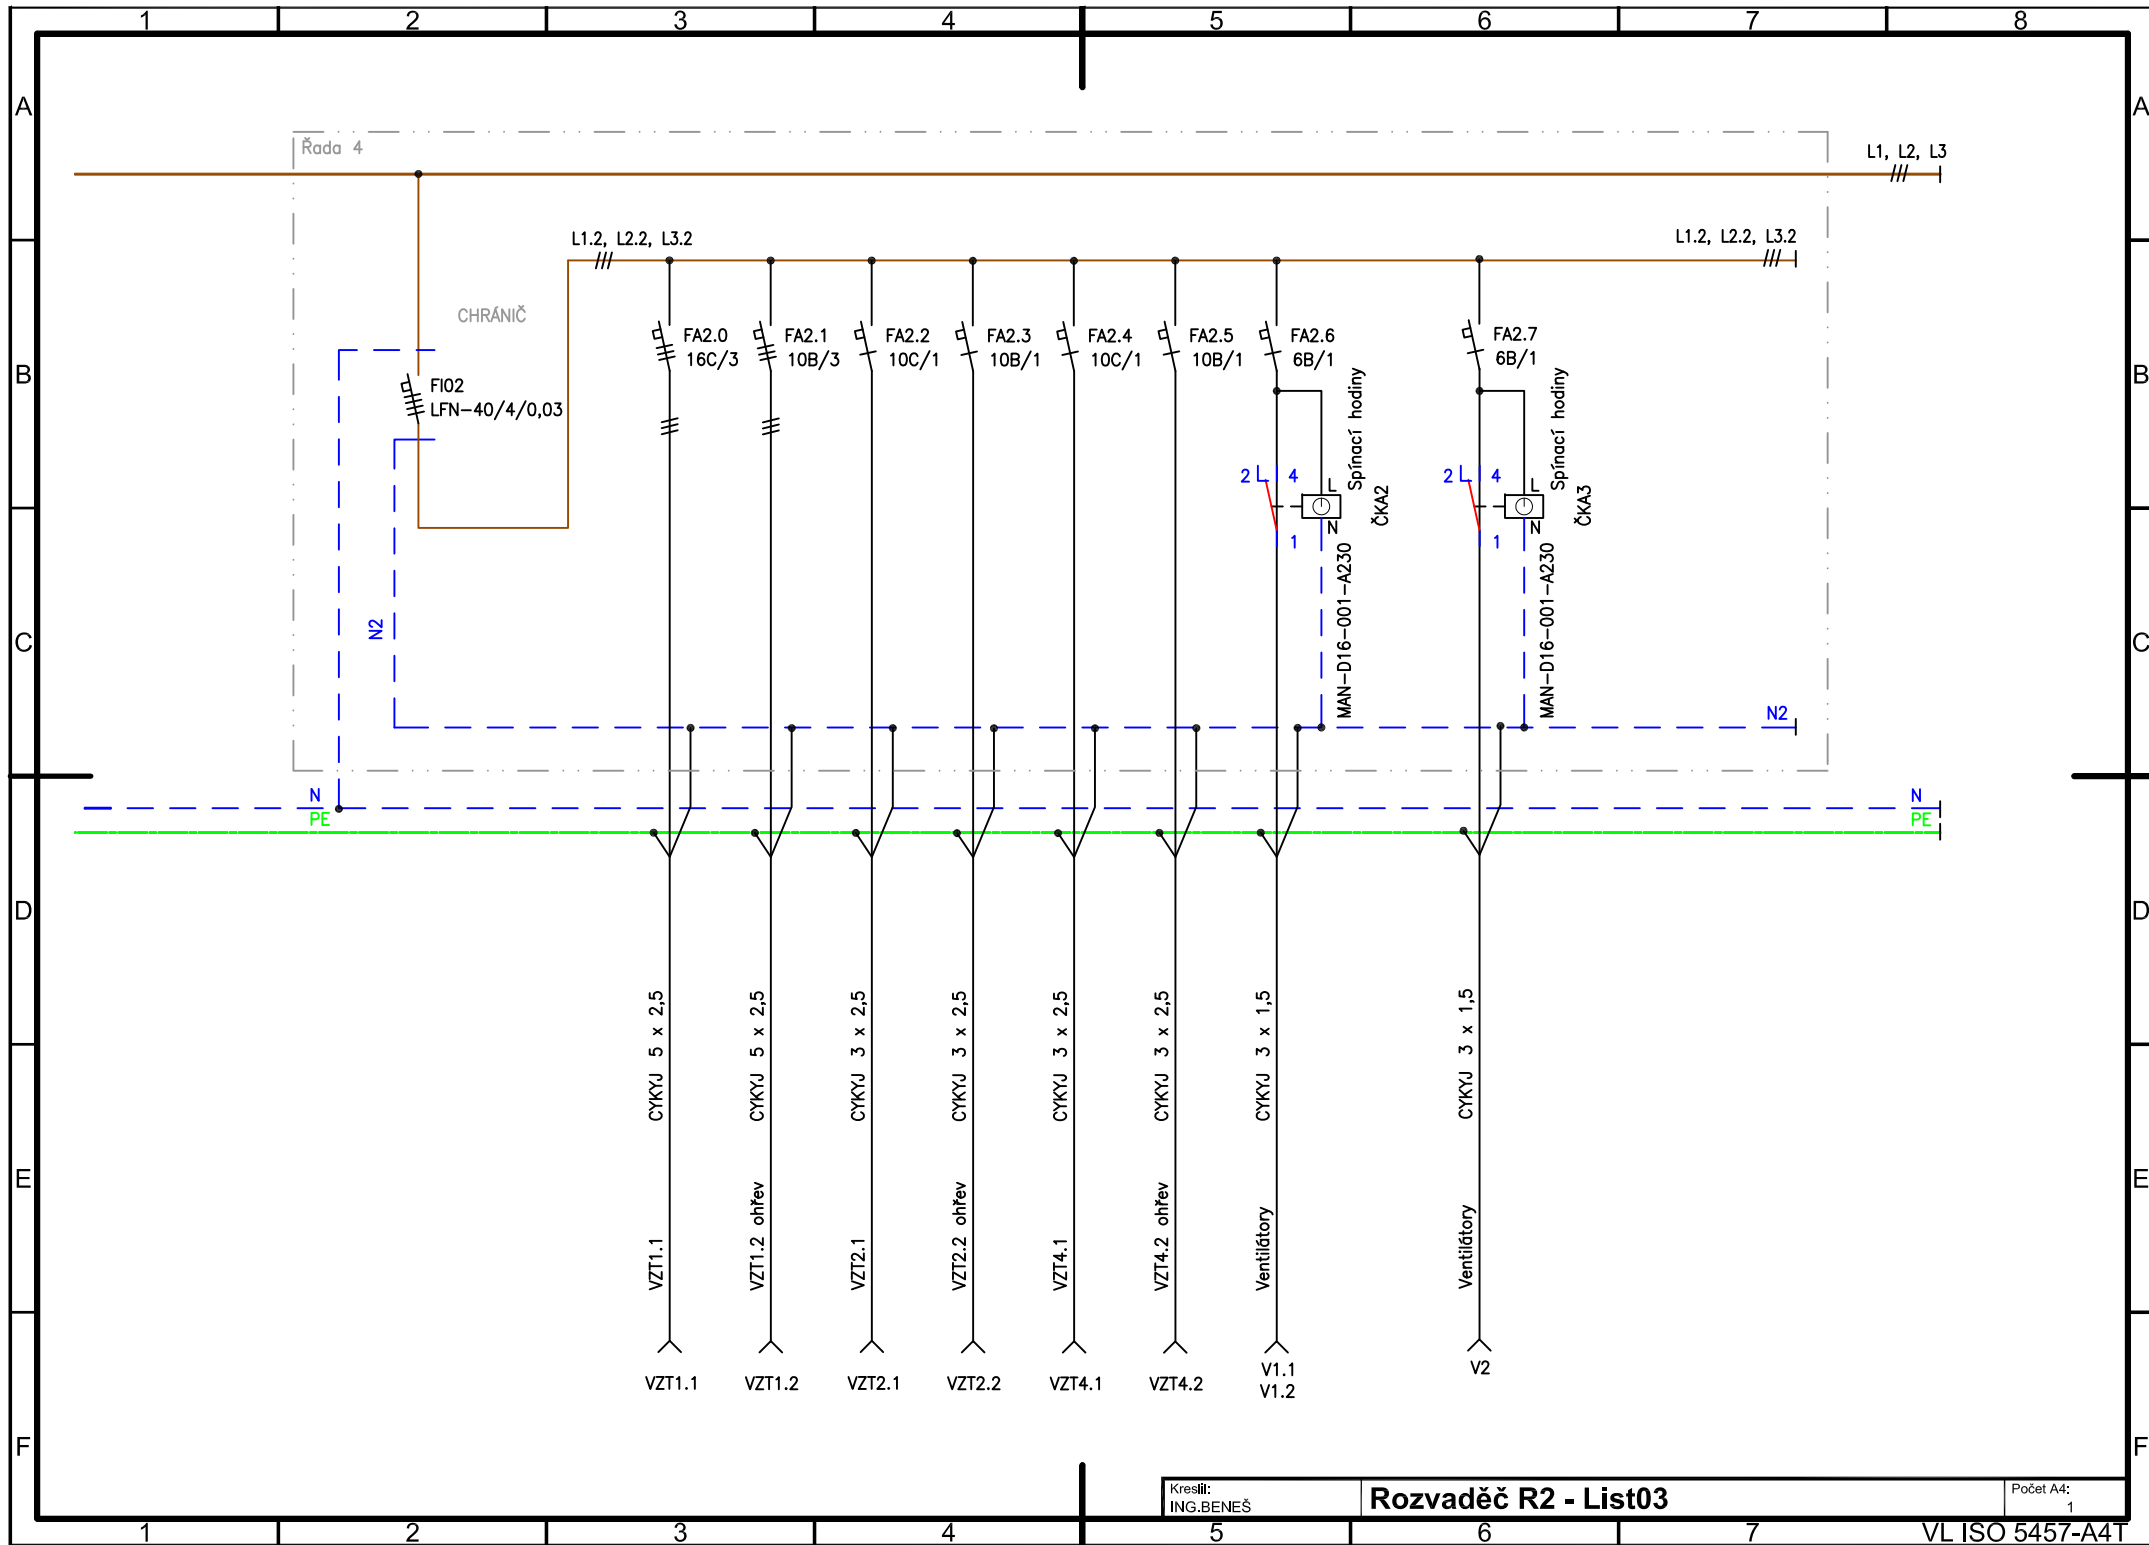 1 2 3 4 5 6 7 8
A A
Řada 4
L1, L2, L3
L1.2, L2.2, L3.2
L1.2, L2.2, L3.2
CHRÁNIČ
B B
FI02
LFN-40/4/0,03
FA2.0
16C/3
FA2.1
10B/3
FA2.2
10C/1
FA2.3
10B/1
FA2.4
10C/1
FA2.5
10B/1
FA2.6
6B/1
FA2.7
6B/1
2 4
L
N
1
Spínací hodiny
ČKA2
MAN-D16-001-A230
2 4
L
N
1
Spínací hodiny
ČKA3
MAN-D16-001-A230
C C
N2
N2
N
PE
N
PE
D D
CYKYJ 5 x 2,5
CYKYJ 5 x 2,5
CYKYJ 3 x 2,5
CYKYJ 3 x 2,5
CYKYJ 3 x 2,5
CYKYJ 3 x 2,5
CYKYJ 3 x 1,5
CYKYJ 3 x 1,5
E E
VZT1.1
VZT1.2 ohřev
VZT2.1
VZT2.2 ohřev
VZT4.1
VZT4.2 ohřev
Ventilátory
Ventilátory
VZT1.1
VZT1.2
VZT2.1
VZT2.2
VZT4.1
VZT4.2
V1.1
V1.2
V2
F F
Kreslil:
ING.BENEŠ
Rozvaděč R2 - List03
Počet A4:
1
1 2 3 4 5 6 7
VL ISO 5457-A4T